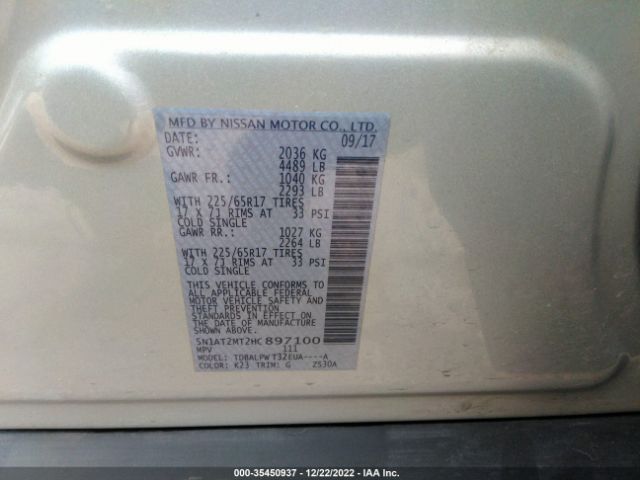 MFD BY NISSAN MOTOR CO., LTD.
DATE: 09/17
GVWR: 2036 KG
4489 LB
GAWR FR.: 1040 KG
2293 LB
WITH 225/65R17 TIRES
17 X 7J RIMS AT 33 PSI
COLD SINGLE
GAWR RR.: 1027 KG
2264 LB
WITH 225/65R17 TIRES
17 X 7J RIMS AT 33 PSI
COLD SINGLE
THIS VEHICLE CONFORMS TO
ALL APPLICABLE FEDERAL
MOTOR VEHICLE SAFETY AND
THEFT PREVENTION
STANDARDS IN EFFECT ON
THE DATE OF MANUFACTURE
SHOWN ABOVE.
5N1AT2MT2HC897100
MPV 111
MODEL: TDBALPWT32EUA----A
COLOR: K23 TRIM: G ZS30A
000-35450937 - 12/22/2022 - IAA Inc.